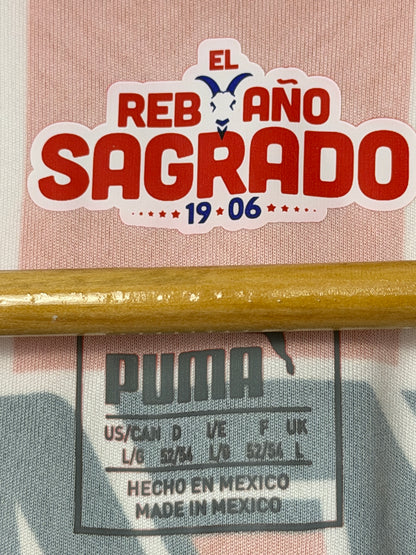 EL
REBAÑO
SAGRADO
19 06
PUMA
US/CAN D I/E F UK
L/G 52/54 L/G 52/54 L
HECHO EN MEXICO
MADE IN MEXICO